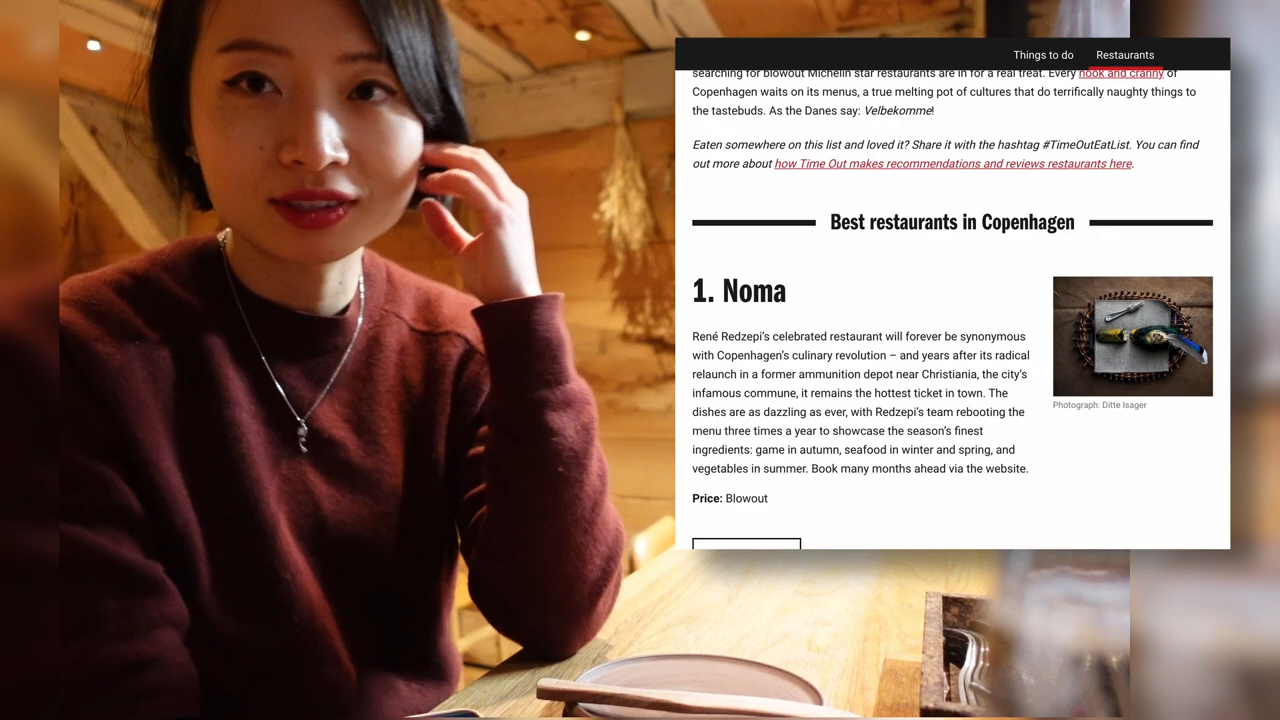 Things to do Restaurants
searching for blowout Michelin star restaurants are in for a real treat. Every nook and cranny of
Copenhagen waits on its menus, a true melting pot of cultures that do terrifically naughty things to
the tastebuds. As the Danes say: Velbekomme!
Eaten somewhere on this list and loved it? Share it with the hashtag #TimeOutEatList. You can find
out more about how Time Out makes recommendations and reviews restaurants here.
Best restaurants in Copenhagen
1. Noma
René Redzepi’s celebrated restaurant will forever be synonymous
with Copenhagen’s culinary revolution – and years after its radical
relaunch in a former ammunition depot near Christiania, the city’s
infamous commune, it remains the hottest ticket in town. The
dishes are as dazzling as ever, with Redzepi’s team rebooting the
menu three times a year to showcase the season’s finest
ingredients: game in autumn, seafood in winter and spring, and
vegetables in summer. Book many months ahead via the website.
Price: Blowout
Photograph: Ditte Isager